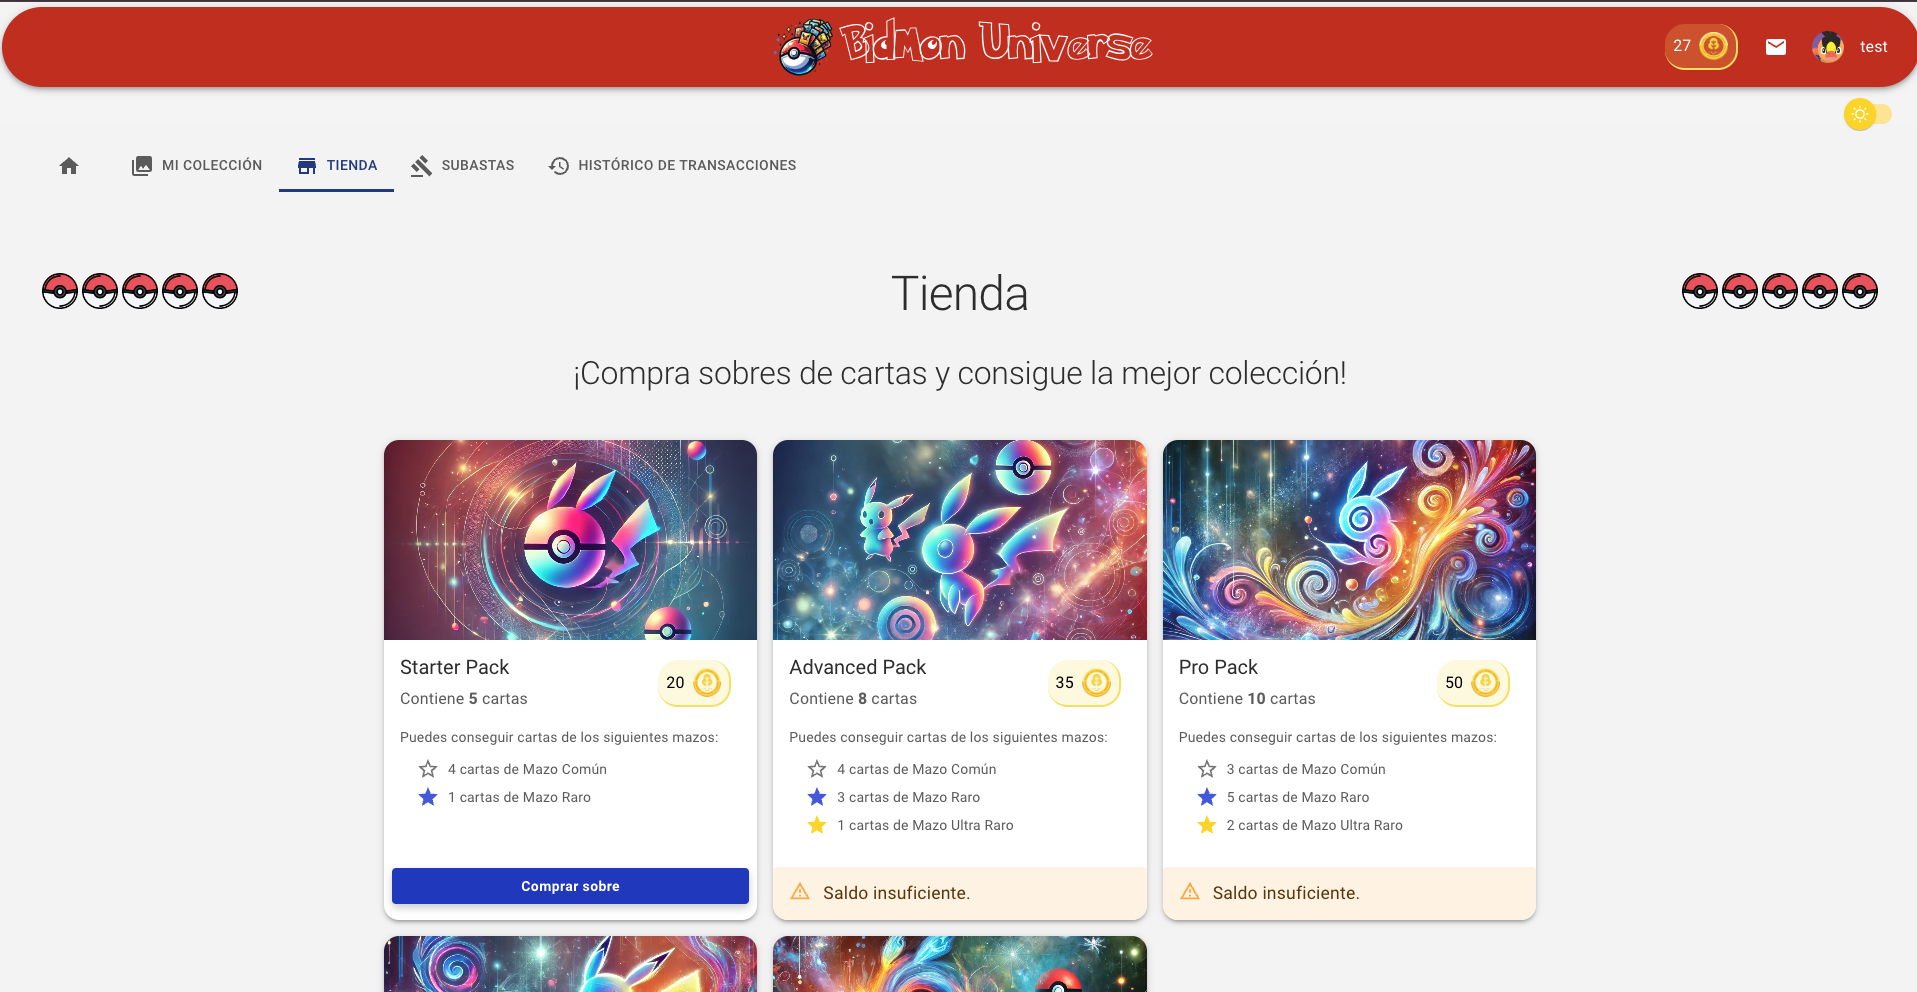 BidMon Universe
27
test
MI COLECCIÓN
TIENDA
SUBASTAS
HISTÓRICO DE TRANSACCIONES
Tienda
¡Compra sobres de cartas y consigue la mejor colección!
Starter Pack
Contiene 5 cartas
20
Puedes conseguir cartas de los siguientes mazos:
4 cartas de Mazo Común
1 cartas de Mazo Raro
Comprar sobre
Advanced Pack
Contiene 8 cartas
35
Puedes conseguir cartas de los siguientes mazos:
4 cartas de Mazo Común
3 cartas de Mazo Raro
1 cartas de Mazo Ultra Raro
Saldo insuficiente.
Pro Pack
Contiene 10 cartas
50
Puedes conseguir cartas de los siguientes mazos:
3 cartas de Mazo Común
5 cartas de Mazo Raro
2 cartas de Mazo Ultra Raro
Saldo insuficiente.